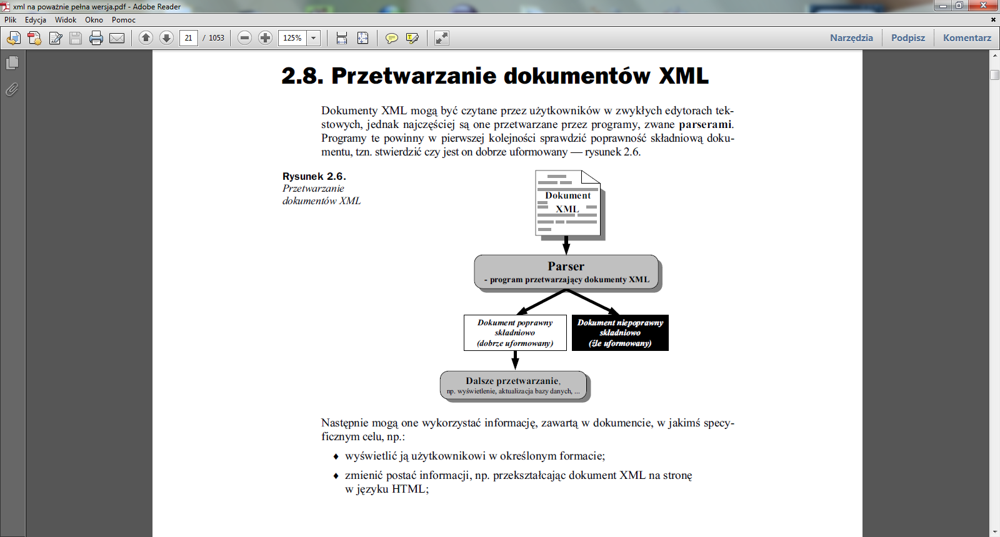 xml na poważnie pełna wersja.pdf - Adobe Reader
Plik Edycja Widok Okno Pomoc
21 / 1053 125% Narzędzia Podpisz Komentarz
2.8. Przetwarzanie dokumentów XML
Dokumenty XML mogą być czytane przez użytkowników w zwykłych edytorach tek-
stowych, jednak najczęściej są one przetwarzane przez programy, zwane parserami.
Programy te powinny w pierwszej kolejności sprawdzić poprawność składniową doku-
mentu, tzn. stwierdzić czy jest on dobrze uformowany — rysunek 2.6.
Rysunek 2.6.
Przetwarzanie
dokumentów XML
Dokument
XML
Parser
- program przetwarzający dokumenty XML
Dokument poprawny
składniowo
(dobrze uformowany)
Dokument niepoprawny
składniowo
(źle uformowany)
Dalsze przetwarzanie,
np. wyświetlenie, aktualizacja bazy danych, ...
Następnie mogą one wykorzystać informację, zawartą w dokumencie, w jakimś specy-
ficznym celu, np.:
♦ wyświetlić ją użytkownikowi w określonym formacie;
♦ zmienić postać informacji, np. przekształcając dokument XML na stronę
w języku HTML;